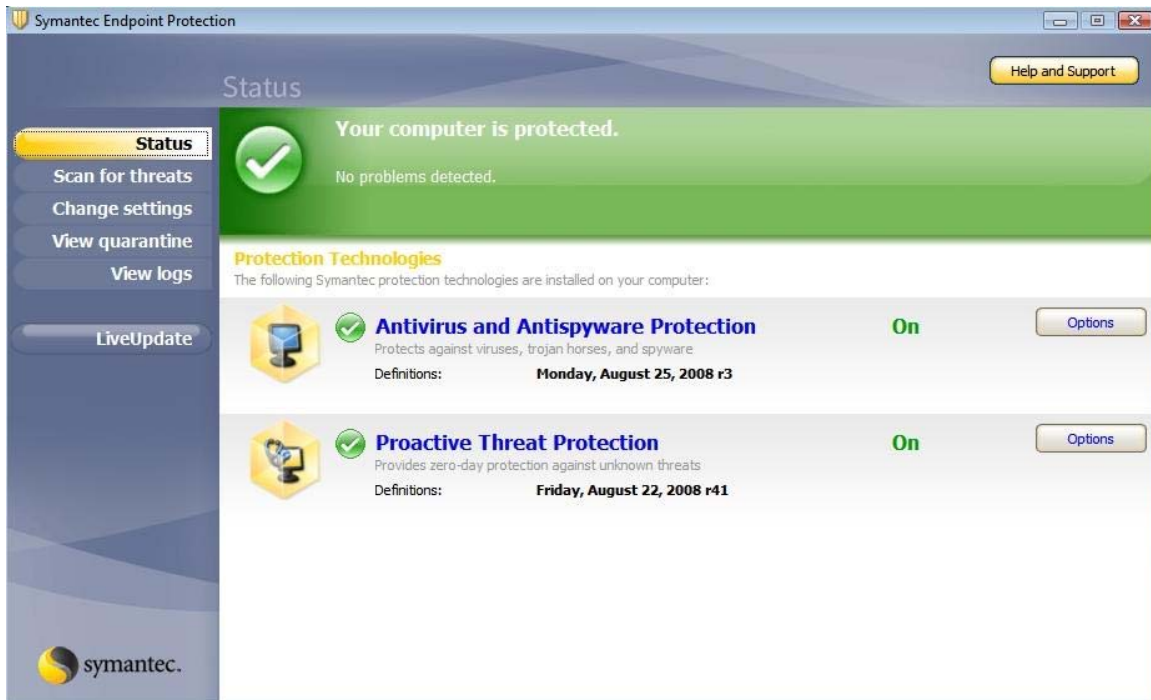 Symantec Endpoint Protection
Status
Help and Support
Status
Scan for threats
Change settings
View quarantine
View logs
LiveUpdate
symantec.
Your computer is protected.
No problems detected.
Protection Technologies
The following Symantec protection technologies are installed on your computer:
Antivirus and Antispyware Protection On Options
Protects against viruses, trojan horses, and spyware
Definitions: Monday, August 25, 2008 r3
Proactive Threat Protection On Options
Provides zero-day protection against unknown threats
Definitions: Friday, August 22, 2008 r41